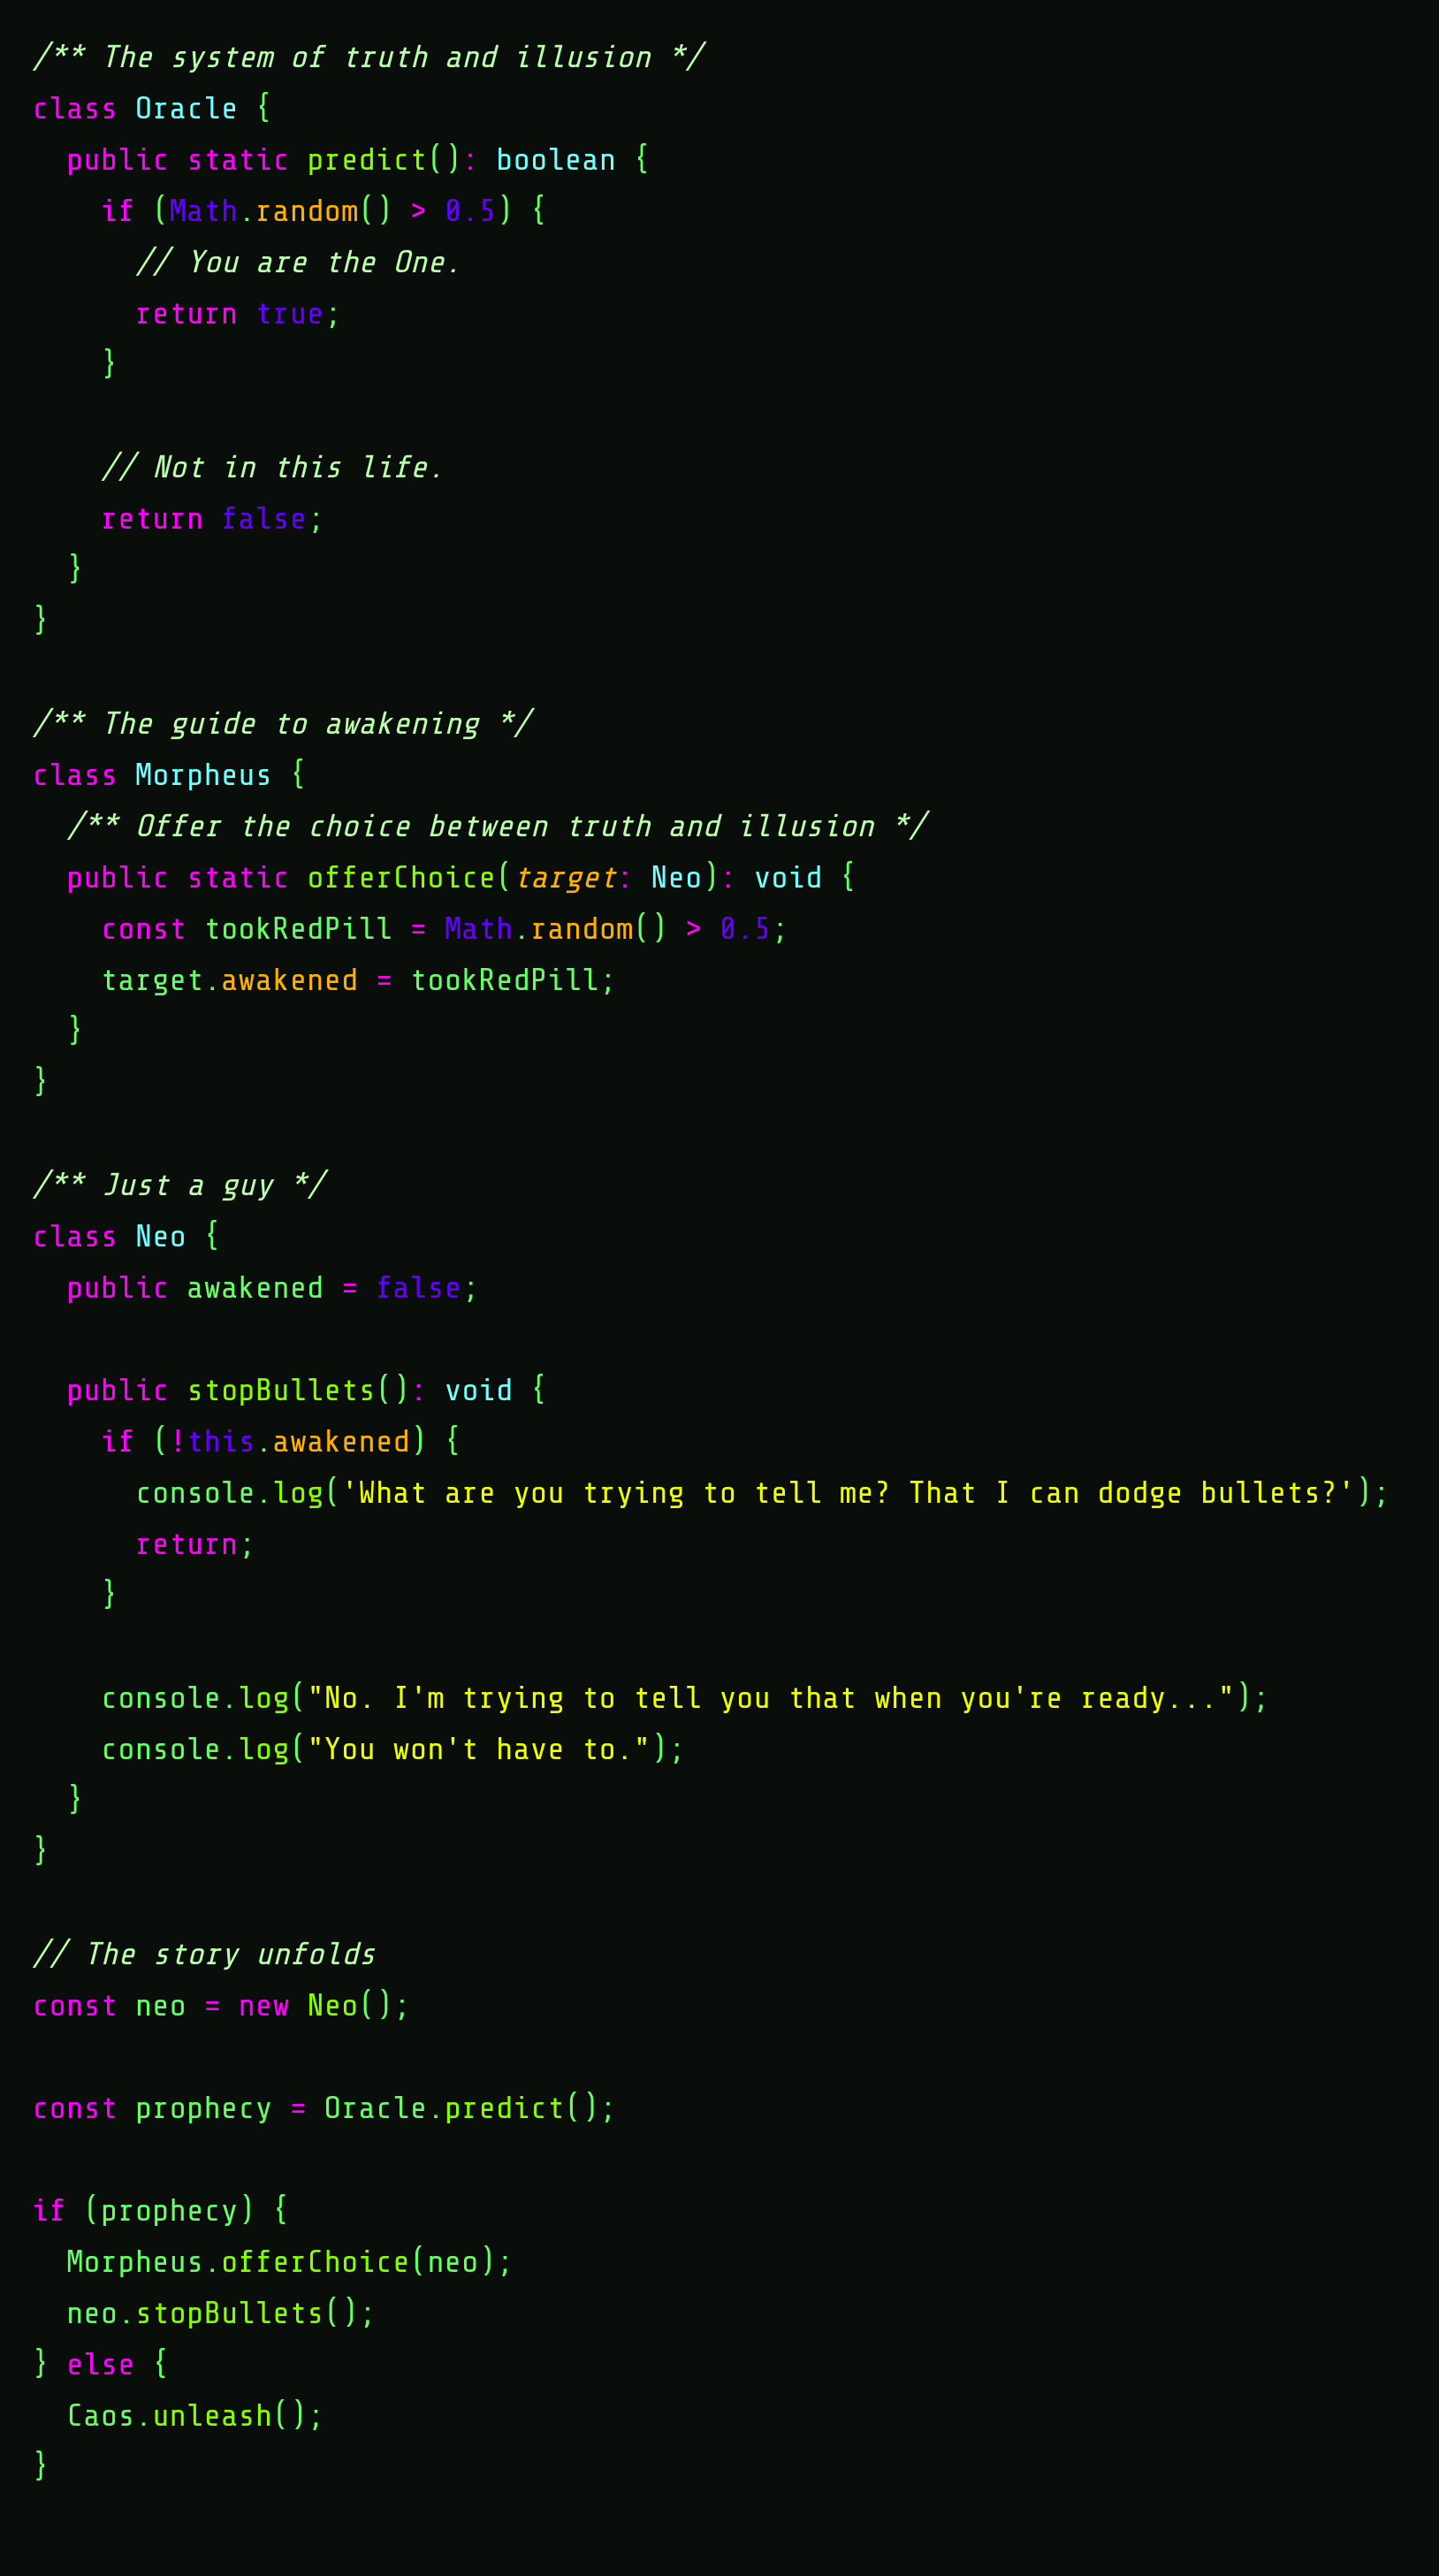 /** The system of truth and illusion */
class Oracle {
  public static predict(): boolean {
    if (Math.random() > 0.5) {
      // You are the One.
      return true;
    }

    // Not in this life.
    return false;
  }
}

/** The guide to awakening */
class Morpheus {
  /** Offer the choice between truth and illusion */
  public static offerChoice(target: Neo): void {
    const tookRedPill = Math.random() > 0.5;
    target.awakened = tookRedPill;
  }
}

/** Just a guy */
class Neo {
  public awakened = false;

  public stopBullets(): void {
    if (!this.awakened) {
      console.log('What are you trying to tell me? That I can dodge bullets?');
      return;
    }

    console.log("No. I'm trying to tell you that when you're ready...");
    console.log("You won't have to.");
  }
}

// The story unfolds
const neo = new Neo();

const prophecy = Oracle.predict();

if (prophecy) {
  Morpheus.offerChoice(neo);
  neo.stopBullets();
} else {
  Caos.unleash();
}